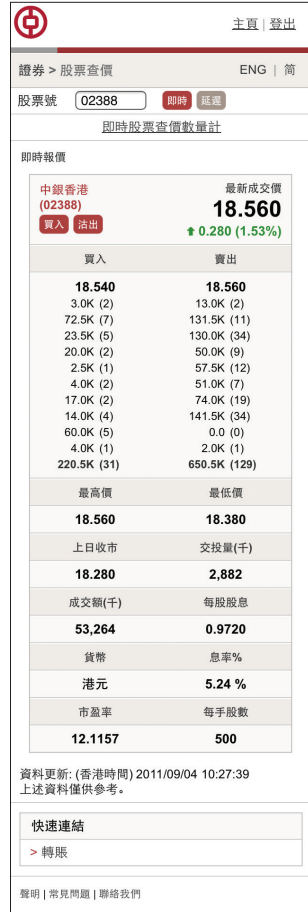 主頁 | 登出
證券 > 股票查價 ENG | 简
股票號 02388 即時 延遲
即時股票查價數量計
即時報價
中銀香港 最新成交價
(02388) 18.560
買入 沽出 0.280 (1.53%)
買入 賣出
18.540 18.560
3.0K (2) 13.0K (2)
72.5K (7) 131.5K (11)
23.5K (5) 130.0K (34)
20.0K (2) 50.0K (9)
2.5K (1) 57.5K (12)
4.0K (2) 51.0K (7)
17.0K (2) 74.0K (19)
14.0K (4) 141.5K (34)
60.0K (5) 0.0 (0)
4.0K (1) 2.0K (1)
220.5K (31) 650.5K (129)
最高價 最低價
18.560 18.380
上日收市 交投量(千)
18.280 2,882
成交額(千) 每股股息
53,264 0.9720
貨幣 息率%
港元 5.24 %
市盈率 每手股數
12.1157 500
資料更新: (香港時間) 2011/09/04 10:27:39
上述資料僅供參考。
快速連結
> 轉賬
聲明 | 常見問題 | 聯絡我們